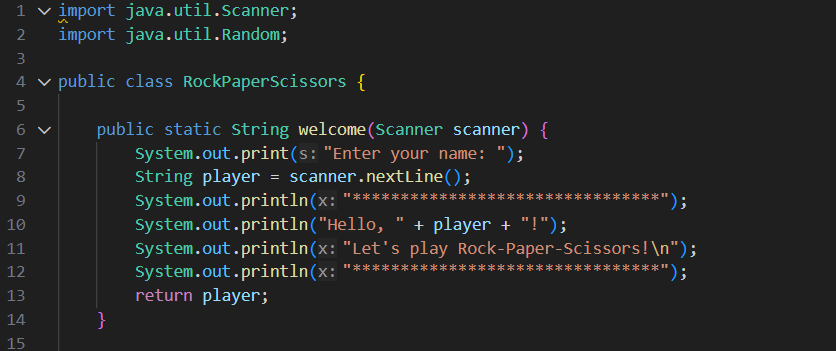 1 import java.util.Scanner;
2 import java.util.Random;
3
4 public class RockPaperScissors {
5
6 public static String welcome(Scanner scanner) {
7 System.out.print(s: "Enter your name: ");
8 String player = scanner.nextLine();
9 System.out.println(x: "********************************");
10 System.out.println("Hello, " + player + "!");
11 System.out.println(x: "Let's play Rock-Paper-Scissors!\n");
12 System.out.println(x: "********************************");
13 return player;
14 }
15